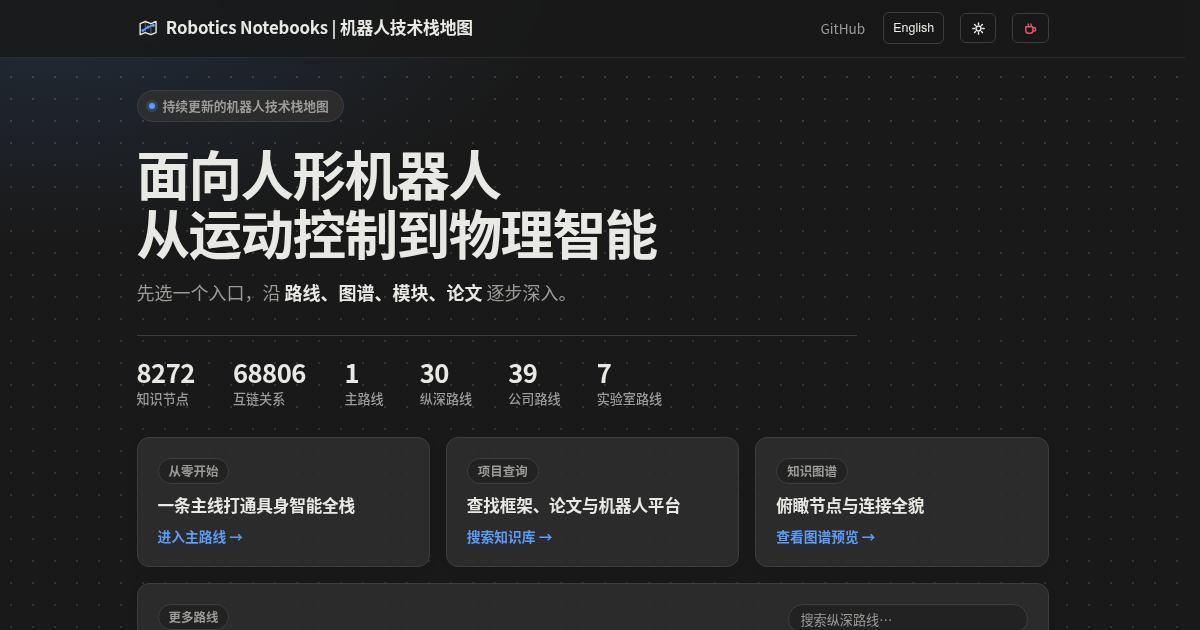 Robotics Notebooks | 机器人技术栈地图
GitHub
English
持续更新的机器人技术栈地图
面向人形机器人
从运动控制到物理智能
先选一个入口，沿 路线、图谱、模块、论文 逐步深入。
8272 68806 1 30 39 7
知识节点 互链关系 主路线 纵深路线 公司路线 实验室路线
从零开始
一条主线打通具身智能全栈
进入主路线 →
项目查询
查找框架、论文与机器人平台
搜索知识库 →
知识图谱
俯瞰节点与连接全貌
查看图谱预览 →
更多路线
搜索纵深路线…